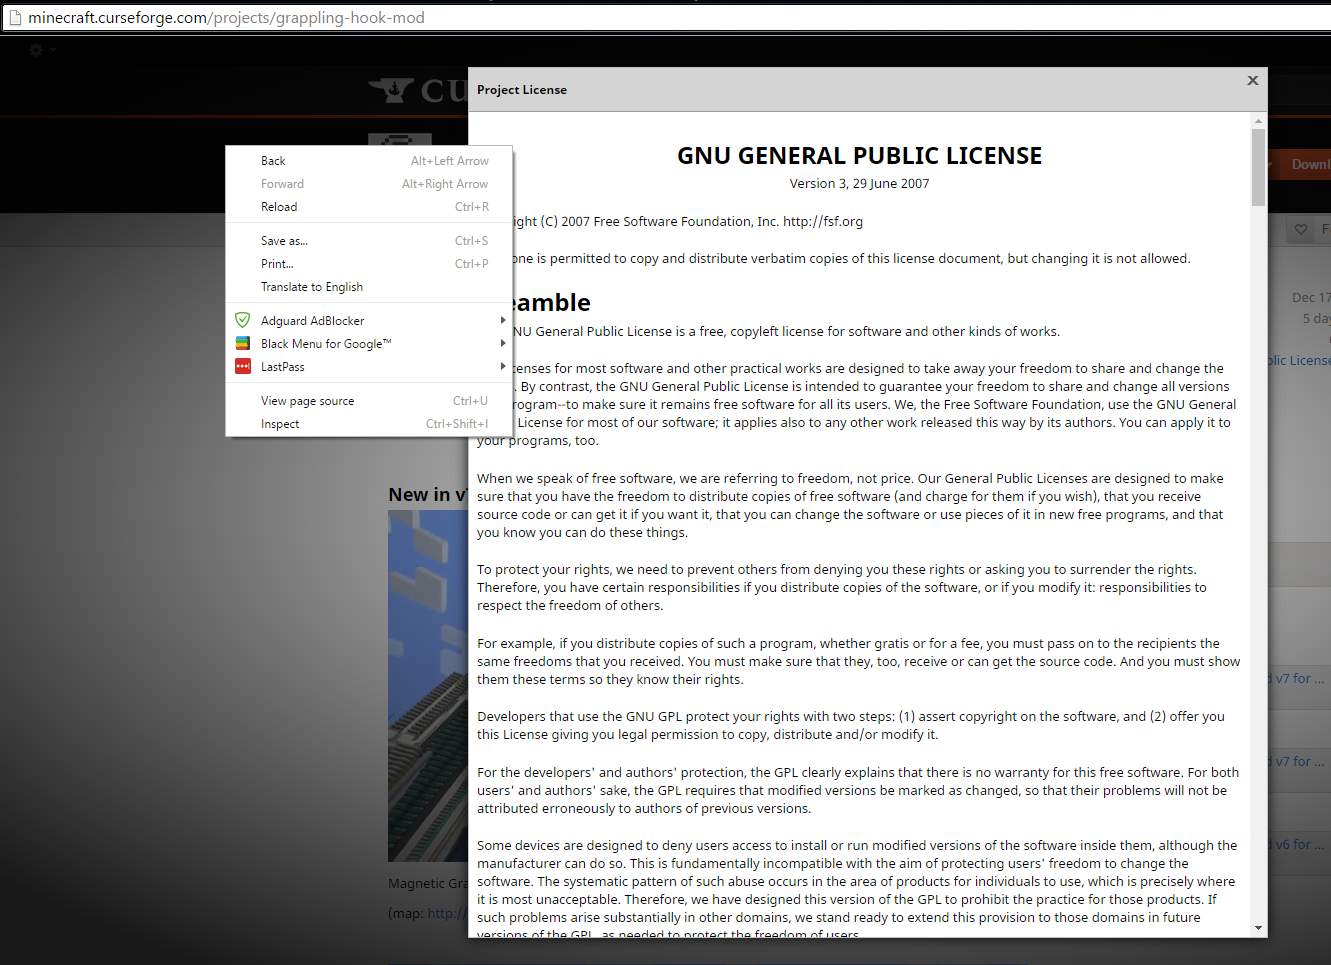 minecraft.curseforge.com/projects/grappling-hook-mod
CU
Project License
Downl
GNU GENERAL PUBLIC LICENSE
Version 3, 29 June 2007
ight (C) 2007 Free Software Foundation, Inc. http://fsf.org
one is permitted to copy and distribute verbatim copies of this license document, but changing it is not allowed.
eamble
NU General Public License is a free, copyleft license for software and other kinds of works.
enses for most software and other practical works are designed to take away your freedom to share and change the
. By contrast, the GNU General Public License is intended to guarantee your freedom to share and change all versions
rogram--to make sure it remains free software for all its users. We, the Free Software Foundation, use the GNU General
License for most of our software; it applies also to any other work released this way by its authors. You can apply it to
your programs, too.
When we speak of free software, we are referring to freedom, not price. Our General Public Licenses are designed to make
sure that you have the freedom to distribute copies of free software (and charge for them if you wish), that you receive
source code or can get it if you want it, that you can change the software or use pieces of it in new free programs, and that
you know you can do these things.
To protect your rights, we need to prevent others from denying you these rights or asking you to surrender the rights.
Therefore, you have certain responsibilities if you distribute copies of the software, or if you modify it: responsibilities to
respect the freedom of others.
For example, if you distribute copies of such a program, whether gratis or for a fee, you must pass on to the recipients the
same freedoms that you received. You must make sure that they, too, receive or can get the source code. And you must show
them these terms so they know their rights.
Developers that use the GNU GPL protect your rights with two steps: (1) assert copyright on the software, and (2) offer you
this License giving you legal permission to copy, distribute and/or modify it.
For the developers' and authors' protection, the GPL clearly explains that there is no warranty for this free software. For both
users' and authors' sake, the GPL requires that modified versions be marked as changed, so that their problems will not be
attributed erroneously to authors of previous versions.
Some devices are designed to deny users access to install or run modified versions of the software inside them, although the
manufacturer can do so. This is fundamentally incompatible with the aim of protecting users' freedom to change the
software. The systematic pattern of such abuse occurs in the area of products for individuals to use, which is precisely where
it is most unacceptable. Therefore, we have designed this version of the GPL to prohibit the practice for those products. If
such problems arise substantially in other domains, we stand ready to extend this provision to those domains in future
versions of the GPL, as needed to protect the freedom of users.
Back Alt+Left Arrow
Forward Alt+Right Arrow
Reload Ctrl+R
Save as... Ctrl+S
Print... Ctrl+P
Translate to English
Adguard AdBlocker
Black Menu for Google™
LastPass
View page source Ctrl+U
Inspect Ctrl+Shift+I
New in v
Magnetic Gra
(map: http://
F
Dec 17
5 day
blic License
d v7 for ...
d v7 for ...
d v6 for ...